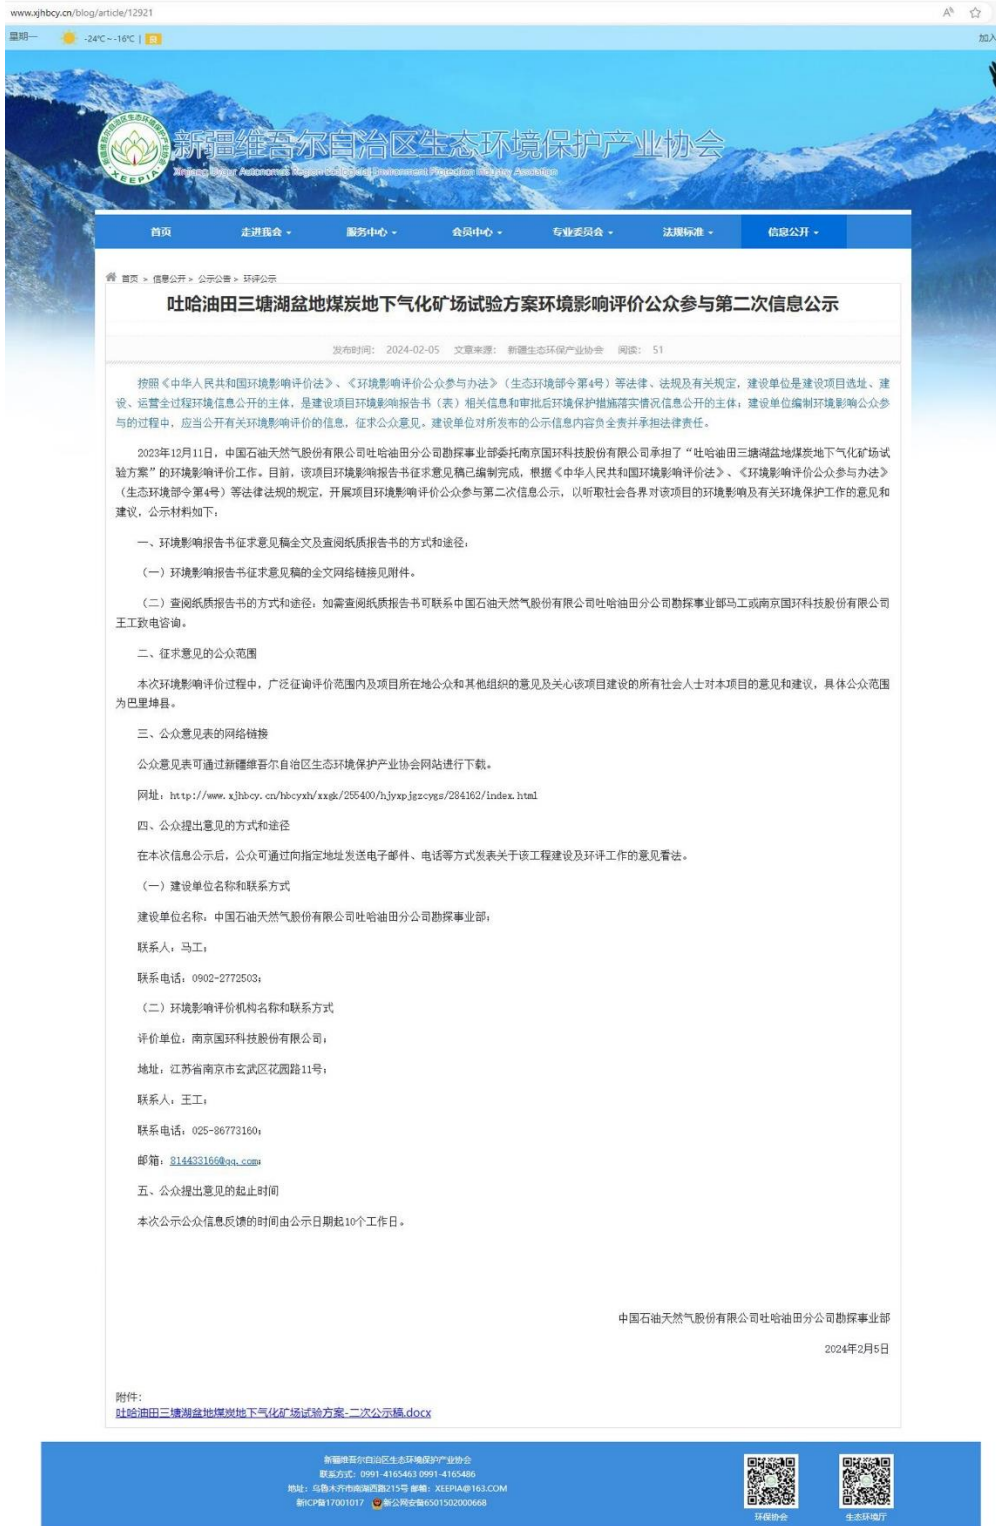 www.xjhbcy.cn/blog/article/12921
星期一 -24℃~-16℃ | 良
加入
新疆维吾尔自治区生态环境保护产业协会
Xinjiang Uygur Autonomous Region Ecological Environment Protection Industry Association
XEEPIA
首页 走进我会 服务中心 会员中心 专业委员会 法规标准 信息公开
首页 > 信息公开 > 公示公告 > 环评公示
吐哈油田三塘湖盆地煤炭地下气化矿场试验方案环境影响评价公众参与第二次信息公示
发布时间: 2024-02-05 文章来源: 新疆生态环保产业协会 阅读: 51
按照《中华人民共和国环境影响评价法》、《环境影响评价公众参与办法》(生态环境部令第4号)等法律、法规及有关规定,建设单位是建设项目选址、建
设、运营全过程环境信息公开的主体,是建设项目环境影响报告书(表)相关信息和审批后环境保护措施落实情况信息公开的主体;建设单位编制环境影响公众参
与的过程中,应当公开有关环境影响评价的信息,征求公众意见。建设单位对所发布的公示信息内容负全责并承担法律责任。
2023年12月11日,中国石油天然气股份有限公司吐哈油田分公司勘探事业部委托南京国环科技股份有限公司承担了“吐哈油田三塘湖盆地煤炭地下气化矿场试
验方案”的环境影响评价工作。目前,该项目环境影响报告书征求意见稿已编制完成,根据《中华人民共和国环境影响评价法》、《环境影响评价公众参与办法》
(生态环境部令第4号)等法律法规的规定,开展项目环境影响评价公众参与第二次信息公示,以听取社会各界对该项目的环境影响及有关环境保护工作的意见和
建议,公示材料如下:
一、环境影响报告书征求意见稿全文及查阅纸质报告书的方式和途径:
(一)环境影响报告书征求意见稿的全文网络链接见附件。
(二)查阅纸质报告书的方式和途径:如需查阅纸质报告书可联系中国石油天然气股份有限公司吐哈油田分公司勘探事业部马工或南京国环科技股份有限公司
王工致电咨询。
二、征求意见的公众范围
本次环境影响评价过程中,广泛征询评价范围内及项目所在地公众和其他组织的意见及关心该项目建设的所有社会人士对本项目的意见和建议,具体公众范围
为巴里坤县。
三、公众意见表的网络链接
公众意见表可通过新疆维吾尔自治区生态环境保护产业协会网站进行下载。
网址:http://www.xjhbcy.cn/hbcyxh/xxgk/255400/hjyxpjgzcygs/284162/index.html
四、公众提出意见的方式和途径
在本次信息公示后,公众可通过向指定地址发送电子邮件、电话等方式发表关于该工程建设及环评工作的意见看法。
(一)建设单位名称和联系方式
建设单位名称:中国石油天然气股份有限公司吐哈油田分公司勘探事业部;
联系人:马工;
联系电话:0902-2772503;
(二)环境影响评价机构名称和联系方式
评价单位:南京国环科技股份有限公司;
地址:江苏省南京市玄武区花园路11号;
联系人:王工;
联系电话:025-86773160;
邮箱:814433166@qq.com;
五、公众提出意见的起止时间
本次公示公众信息反馈的时间由公示日期起10个工作日。
中国石油天然气股份有限公司吐哈油田分公司勘探事业部
2024年2月5日
附件:
吐哈油田三塘湖盆地煤炭地下气化矿场试验方案-二次公示稿.docx
新疆维吾尔自治区生态环境保护产业协会
联系方式:0991-4165463 0991-4165486
地址:乌鲁木齐市南湖西路215号 邮箱:XEEPIA@163.COM
新ICP备17001017 新公网安备6501502000668
环保协会 生态环境厅